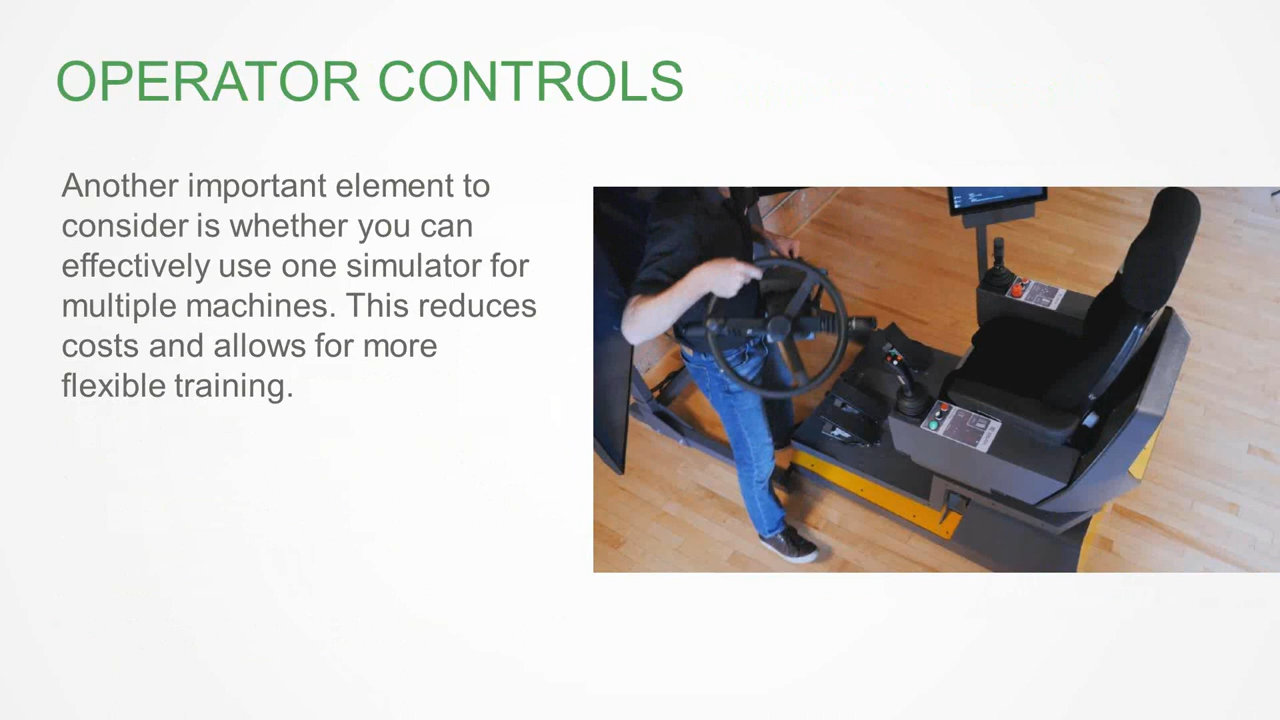 OPERATOR CONTROLS
Another important element to
consider is whether you can
effectively use one simulator for
multiple machines. This reduces
costs and allows for more
flexible training.